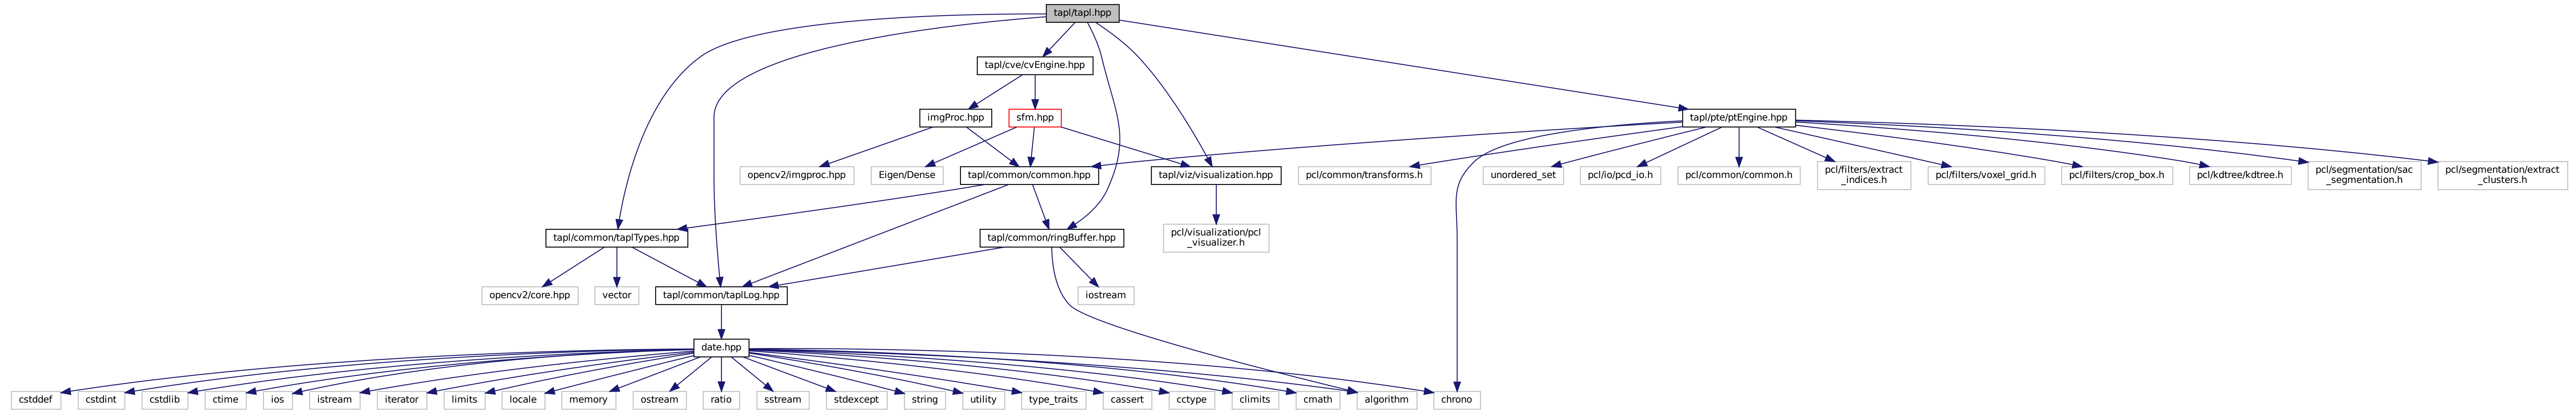 tapl/tapl.hpp
tapl/cve/cvEngine.hpp
imgProc.hpp
sfm.hpp
tapl/pte/ptEngine.hpp
opencv2/imgproc.hpp
Eigen/Dense
tapl/common/common.hpp
tapl/viz/visualization.hpp
pcl/common/transforms.h
unordered_set
pcl/io/pcd_io.h
pcl/common/common.h
pcl/filters/extract
_indices.h
pcl/filters/voxel_grid.h
pcl/filters/crop_box.h
pcl/kdtree/kdtree.h
pcl/segmentation/sac
_segmentation.h
pcl/segmentation/extract
_clusters.h
tapl/common/taplTypes.hpp
tapl/common/ringBuffer.hpp
pcl/visualization/pcl
_visualizer.h
opencv2/core.hpp
vector
tapl/common/taplLog.hpp
iostream
date.hpp
cstddef
cstdint
cstdlib
ctime
ios
istream
iterator
limits
locale
memory
ostream
ratio
sstream
stdexcept
string
utility
type_traits
cassert
cctype
climits
cmath
algorithm
chrono